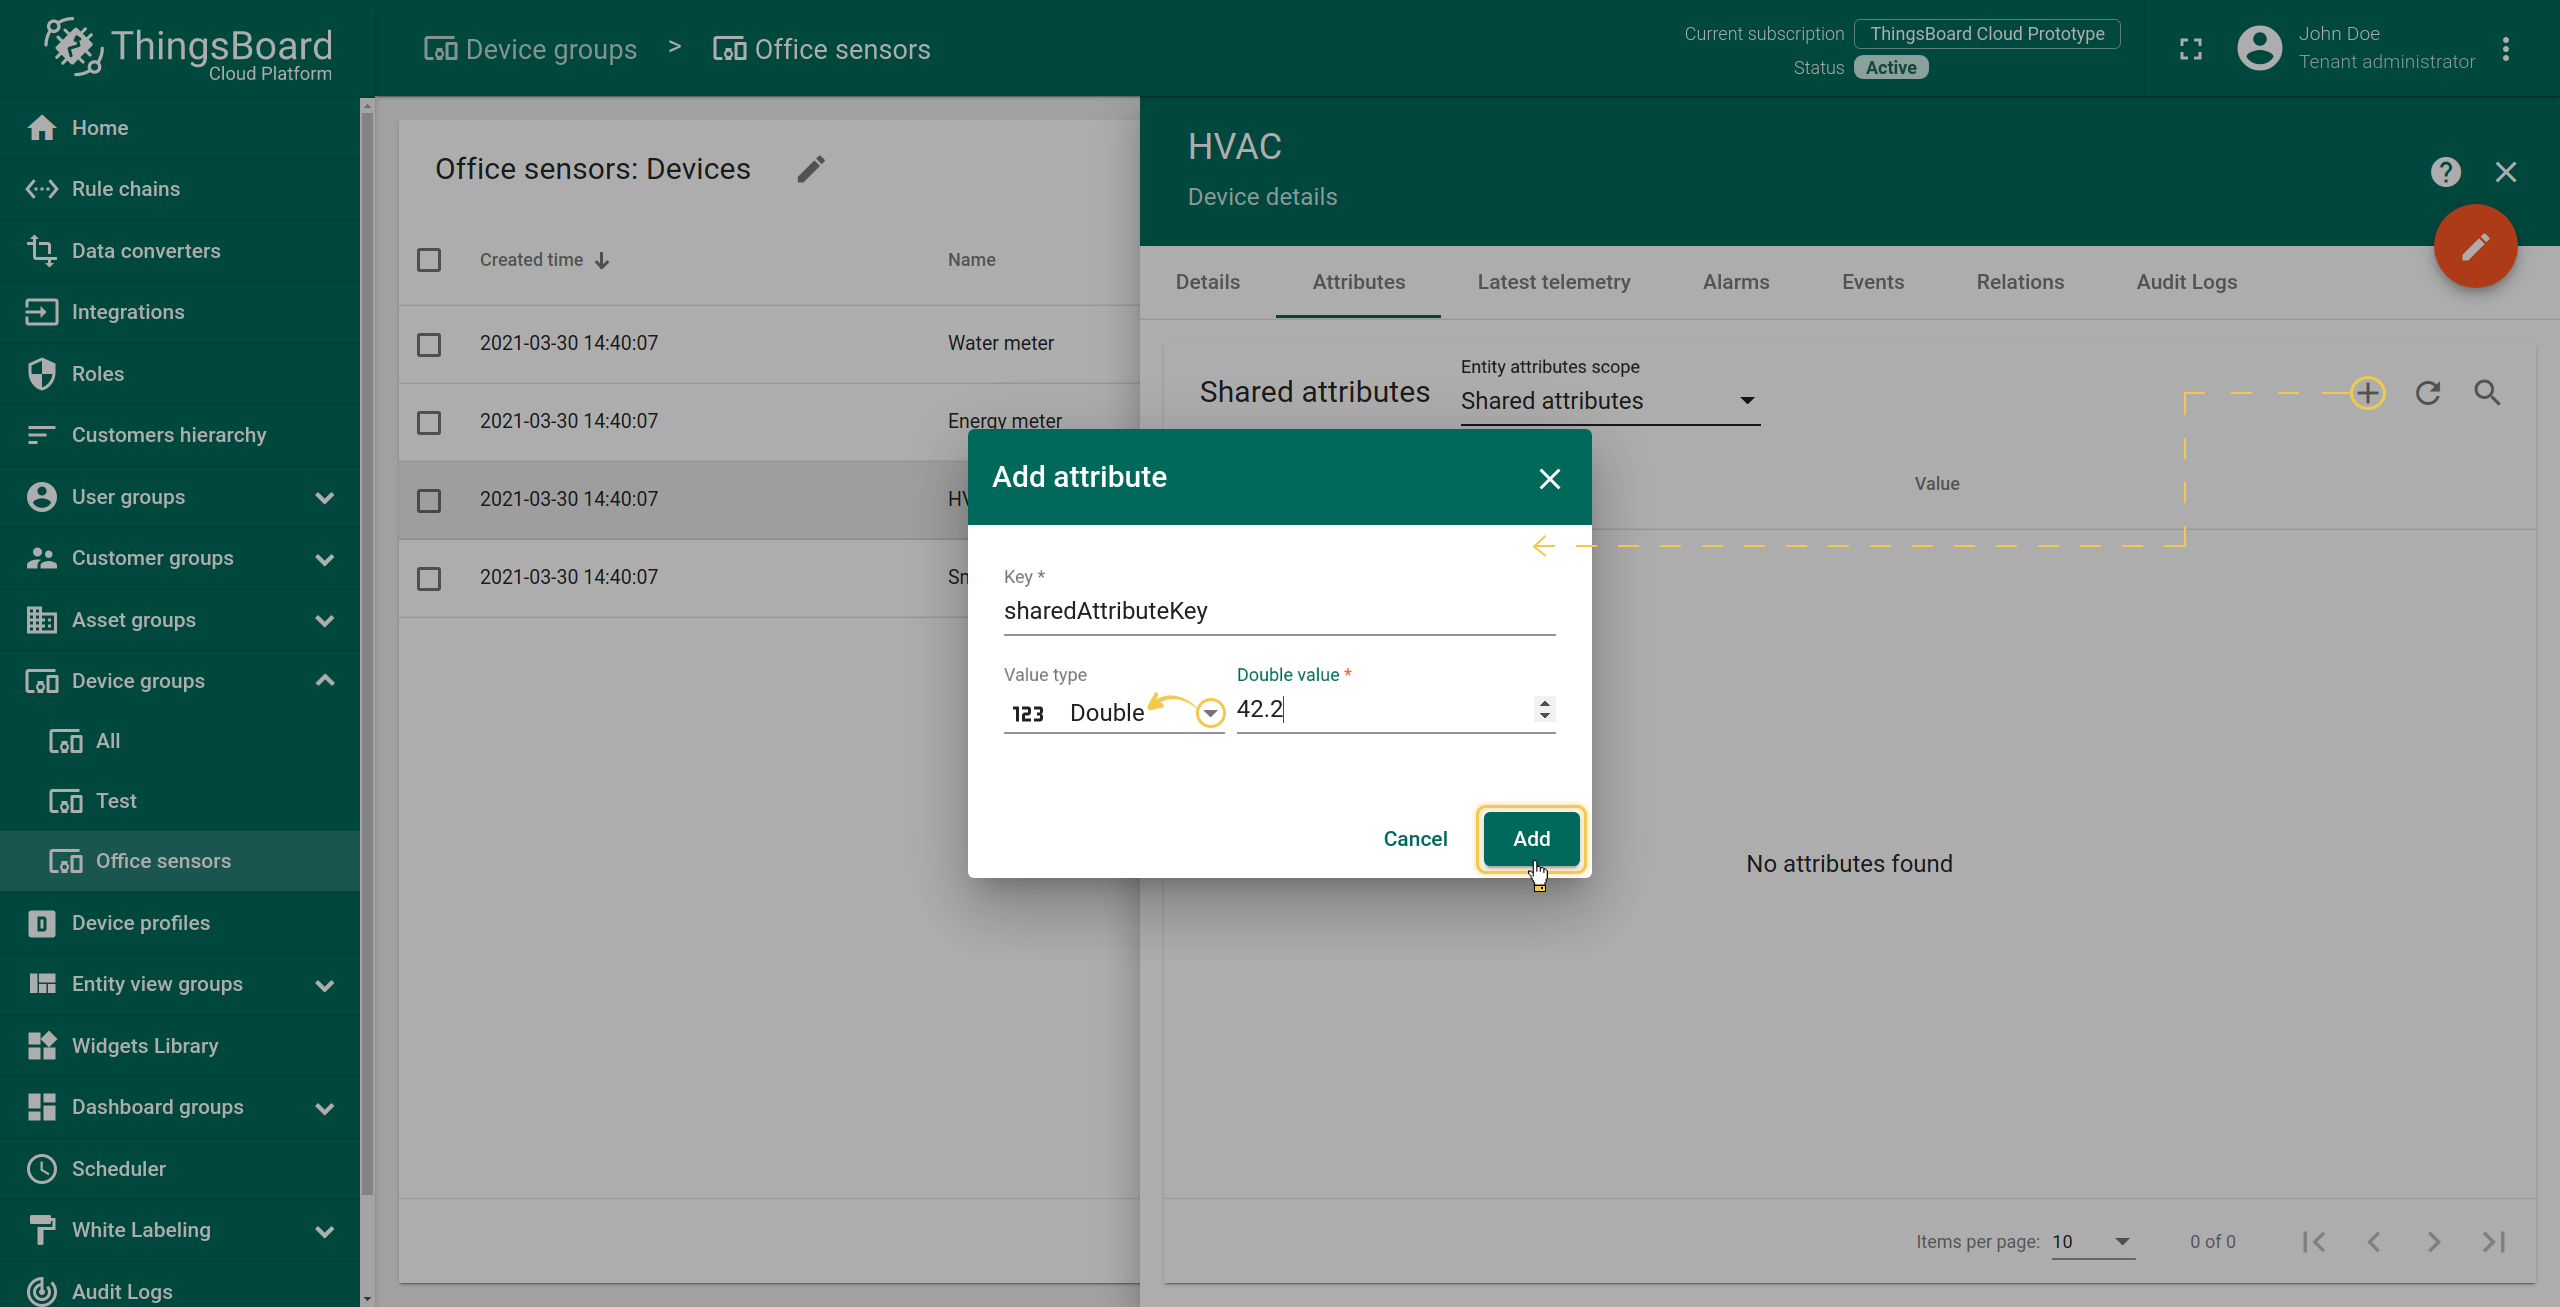 ThingsBoard
Cloud Platform
Device groups > Office sensors
Current subscription ThingsBoard Cloud Prototype
Status Active
John Doe
Tenant administrator
Home
Rule chains
Data converters
Integrations
Roles
Customers hierarchy
User groups
Customer groups
Asset groups
Device groups
All
Test
Office sensors
Device profiles
Entity view groups
Widgets Library
Dashboard groups
Scheduler
White Labeling
Audit Logs
Office sensors: Devices
Created time Name
2021-03-30 14:40:07 Water meter
2021-03-30 14:40:07 Energy meter
2021-03-30 14:40:07 HV
2021-03-30 14:40:07 Sm
HVAC
Device details
Details Attributes Latest telemetry Alarms Events Relations Audit Logs
Shared attributes
Entity attributes scope
Shared attributes
Value
No attributes found
Items per page: 10 0 of 0
Add attribute
Key *
sharedAttributeKey
Value type
123 Double
Double value *
42.2
Cancel Add